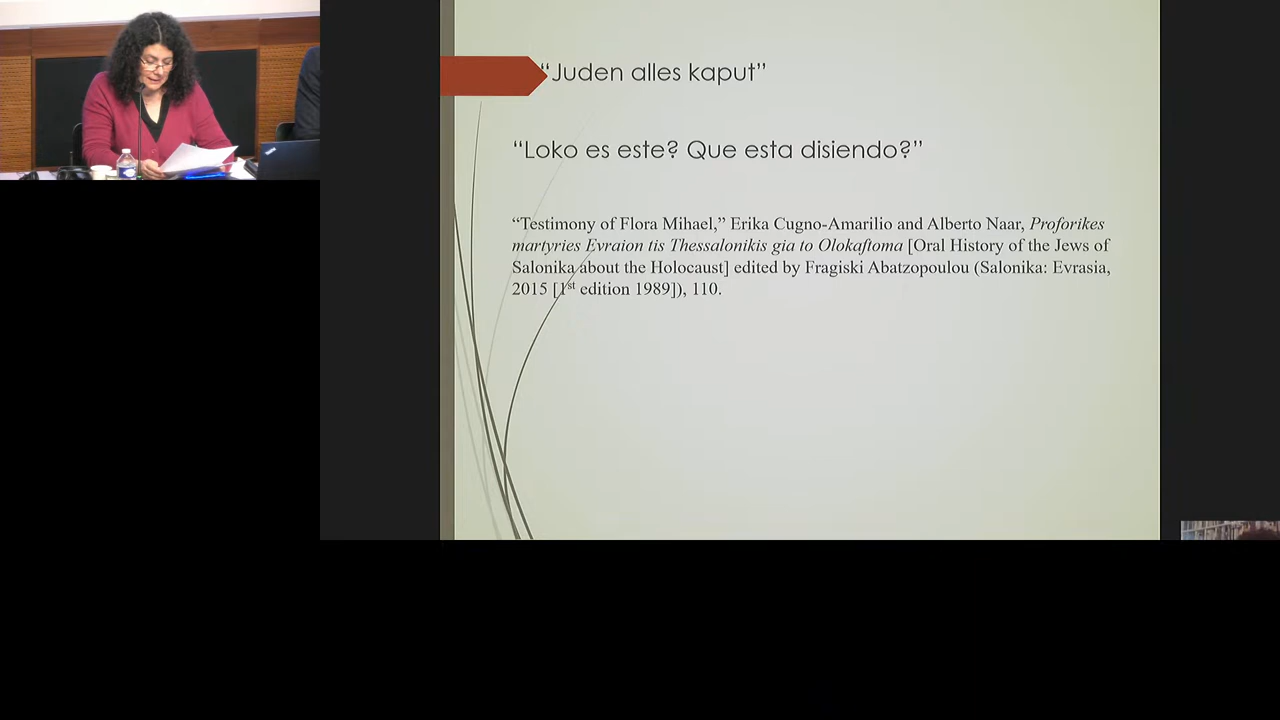 “Juden alles kaput”
“Loko es este? Que esta disiendo?”
“Testimony of Flora Mihael,” Erika Cugno-Amarilio and Alberto Naar, Proforikes
martyries Evraion tis Thessalonikis gia to Olokaftoma [Oral History of the Jews of
Salonika about the Holocaust] edited by Fragiski Abatzopoulou (Salonika: Evrasia,
2015 [1st edition 1989]), 110.